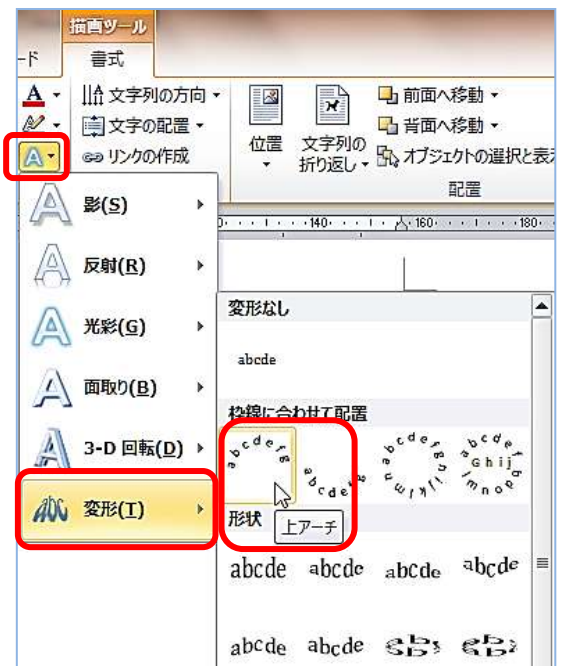 描画ツール
ード 書式
A 文字列の方向 位置 文字列の折り返し 前面へ移動
文字の配置 背面へ移動
A リンクの作成 オブジェクトの選択と表
配置
影(S)
140 160 180
反射(R)
変形なし
光彩(G)
abcde
面取り(B)
枠線に合わせて配置
3-D 回転(D)
変形(T)
形状
上アーチ
abcde abcde abcde abcde
abcde abcde